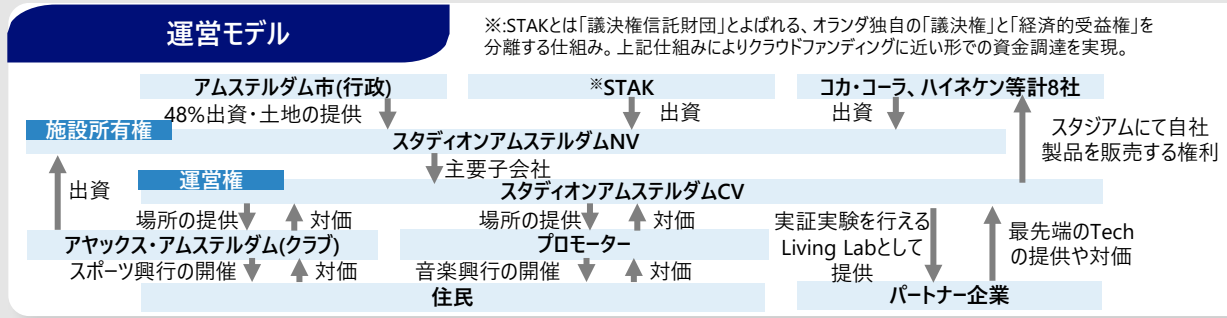 運営モデル
※:STAKとは「議決権信託財団」とよばれる、オランダ独自の「議決権」と「経済的受益権」を
分離する仕組み。上記仕組みによりクラウドファンディングに近い形での資金調達を実現。
アムステルダム市(行政)
※STAK
コカ・コーラ、ハイネケン等計8社
48%出資・土地の提供
出資
出資
スタジアムにて自社
製品を販売する権利
施設所有権
スタディオンアムステルダムNV
主要子会社
出資
運営権
スタディオンアムステルダムCV
場所の提供
対価
場所の提供
対価
実証実験を行える
Living Labとして
提供
最先端のTech
の提供や対価
アヤックス・アムステルダム(クラブ)
プロモーター
スポーツ興行の開催
対価
音楽興行の開催
対価
住民
パートナー企業